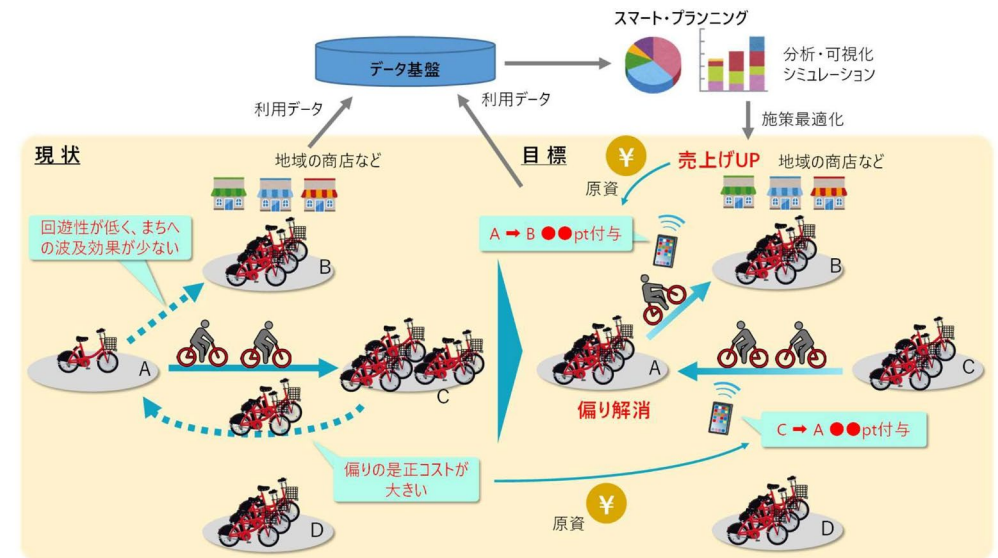 スマート・プランニング
データ基盤
分析・可視化
シミュレーション
利用データ
利用データ
施策最適化
現 状
地域の商店など
回遊性が低く、まちへ
の波及効果が少ない
B
A
C
偏りの是正コストが
大きい
D
目 標
¥
売上げUP
地域の商店など
原資
A ➡ B ●●pt付与
B
A
C
偏り解消
C ➡ A ●●pt付与
¥
原資
D